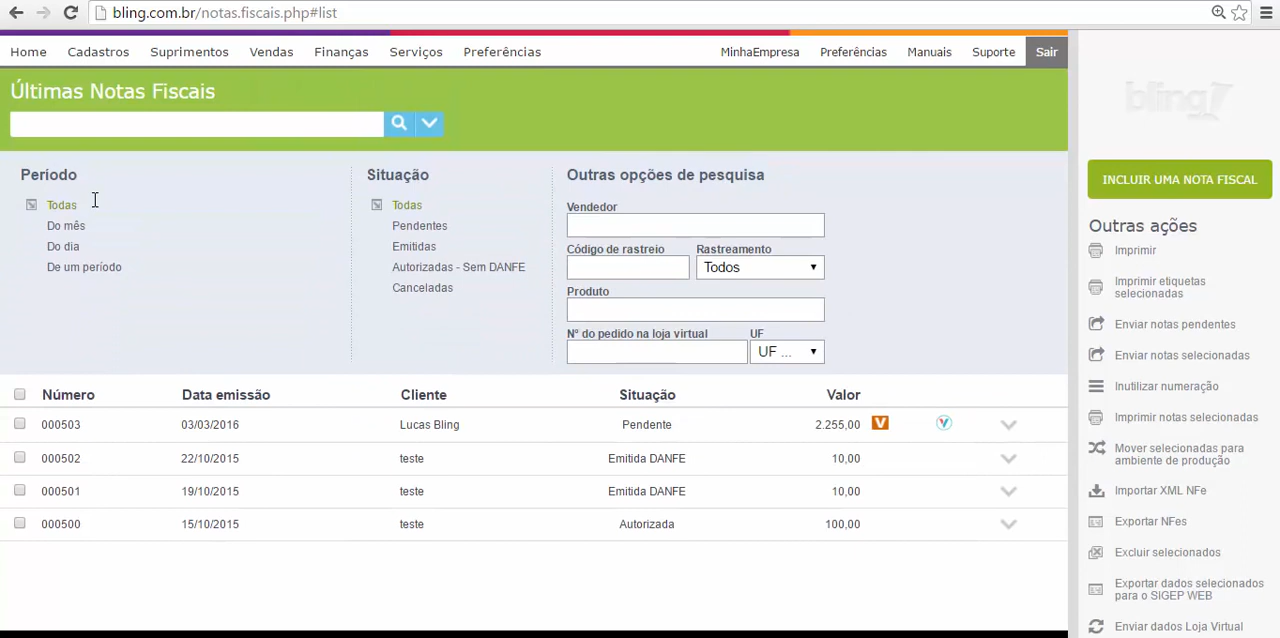 bling.com.br/notas.fiscais.php#list
Home Cadastros Suprimentos Vendas Finanças Serviços Preferências MinhaEmpresa Preferências Manuais Suporte Sair
Últimas Notas Fiscais
bling
Período
Todas
Do mês
Do dia
De um período
Situação
Todas
Pendentes
Emitidas
Autorizadas - Sem DANFE
Canceladas
Outras opções de pesquisa
Vendedor
Código de rastreio Rastreamento
Todos
Produto
Nº do pedido na loja virtual UF
UF ...
Número Data emissão Cliente Situação Valor
000503 03/03/2016 Lucas Bling Pendente 2.255,00 V V
000502 22/10/2015 teste Emitida DANFE 10,00
000501 19/10/2015 teste Emitida DANFE 10,00
000500 15/10/2015 teste Autorizada 100,00
INCLUIR UMA NOTA FISCAL
Outras ações
Imprimir
Imprimir etiquetas
selecionadas
Enviar notas pendentes
Enviar notas selecionadas
Inutilizar numeração
Imprimir notas selecionadas
Mover selecionadas para
ambiente de produção
Importar XML NFe
Exportar NFes
Excluir selecionados
Exportar dados selecionados
para o SIGEP WEB
Enviar dados Loja Virtual